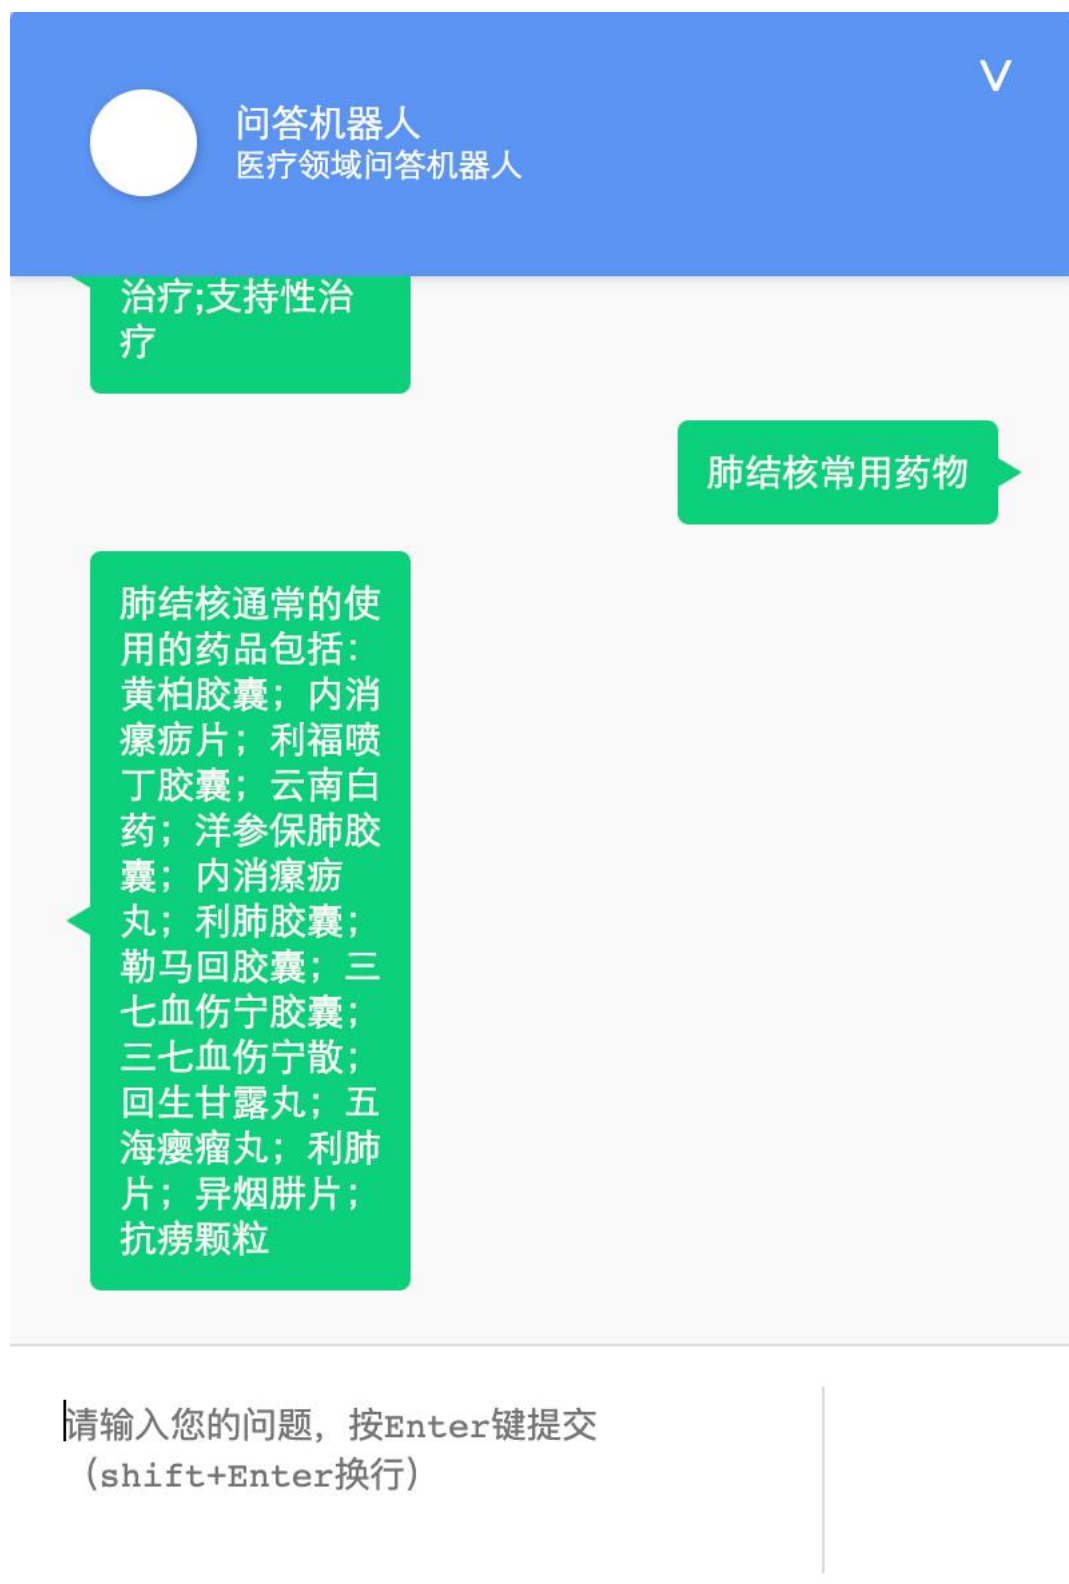 V
问答机器人
医疗领域问答机器人
治疗;支持性治
疗
肺结核常用药物
肺结核通常的使
用的药品包括：
黄柏胶囊；内消
瘰疬片；利福喷
丁胶囊；云南白
药；洋参保肺胶
囊；内消瘰疬
丸；利肺胶囊；
勒马回胶囊；三
七血伤宁胶囊；
三七血伤宁散；
回生甘露丸；五
海瘿瘤丸；利肺
片；异烟肼片；
抗痨颗粒
请输入您的问题，按Enter键提交
（shift+Enter换行）